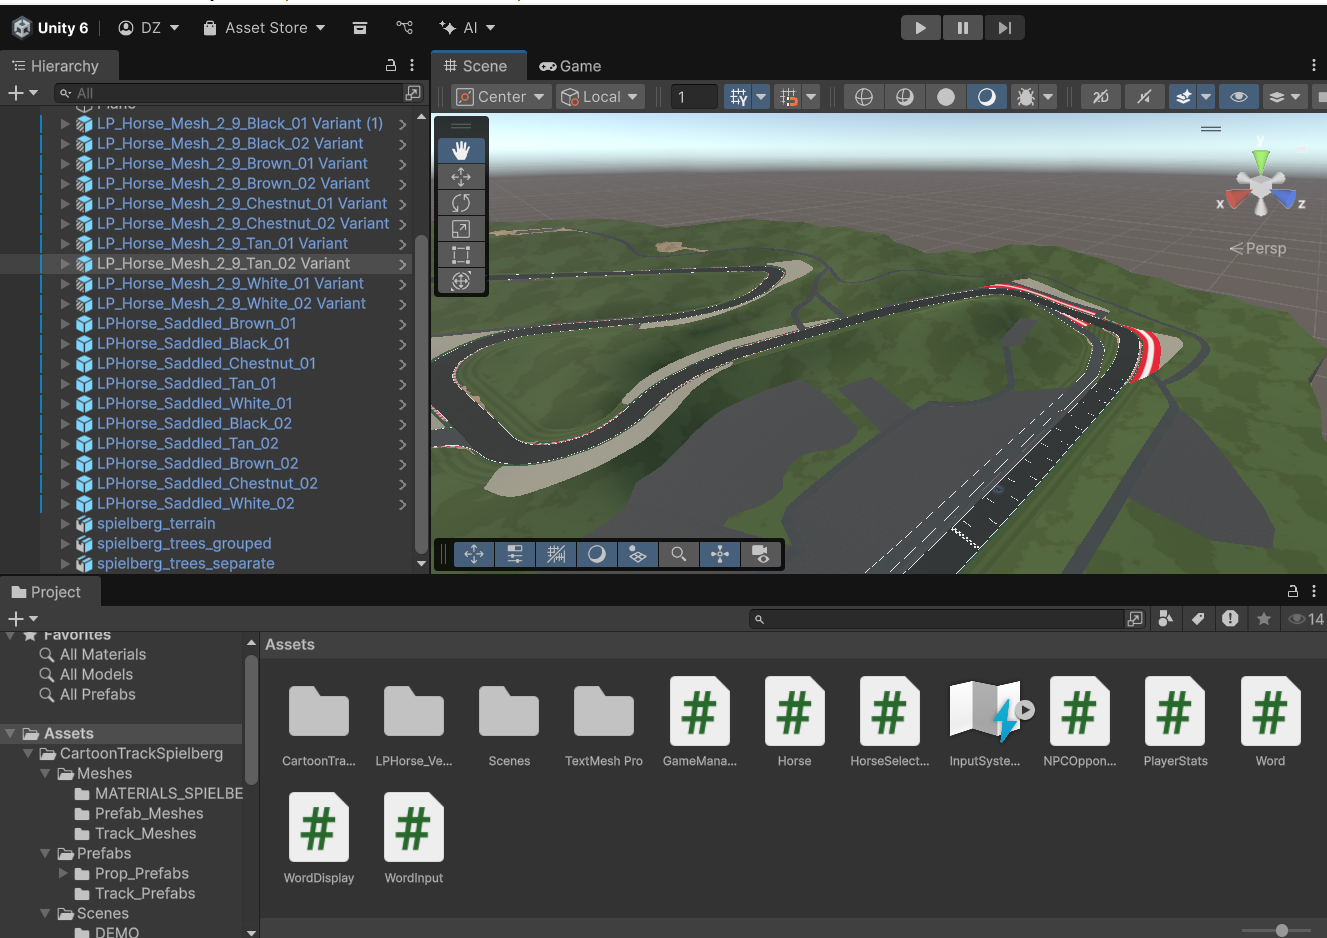 Unity 6
DZ
Asset Store
AI
Hierarchy
Scene
Game
All
Center
Local
1
2D
Plane
LP_Horse_Mesh_2_9_Black_01 Variant (1)
LP_Horse_Mesh_2_9_Black_02 Variant
LP_Horse_Mesh_2_9_Brown_01 Variant
LP_Horse_Mesh_2_9_Brown_02 Variant
LP_Horse_Mesh_2_9_Chestnut_01 Variant
LP_Horse_Mesh_2_9_Chestnut_02 Variant
LP_Horse_Mesh_2_9_Tan_01 Variant
LP_Horse_Mesh_2_9_Tan_02 Variant
LP_Horse_Mesh_2_9_White_01 Variant
LP_Horse_Mesh_2_9_White_02 Variant
LPHorse_Saddled_Brown_01
LPHorse_Saddled_Black_01
LPHorse_Saddled_Chestnut_01
LPHorse_Saddled_Tan_01
LPHorse_Saddled_White_01
LPHorse_Saddled_Black_02
LPHorse_Saddled_Tan_02
LPHorse_Saddled_Brown_02
LPHorse_Saddled_Chestnut_02
LPHorse_Saddled_White_02
spielberg_terrain
spielberg_trees_grouped
spielberg_trees_separate
y
x
z
Persp
Project
14
Favorites
All Materials
All Models
All Prefabs
Assets
CartoonTrackSpielberg
Meshes
MATERIALS_SPIELBE
Prefab_Meshes
Track_Meshes
Prefabs
Prop_Prefabs
Track_Prefabs
Scenes
DEMO
Assets
CartoonTra...
LPHorse_Ve...
Scenes
TextMesh Pro
GameMana...
Horse
HorseSelect...
InputSyste...
NPCOppon...
PlayerStats
Word
WordDisplay
WordInput